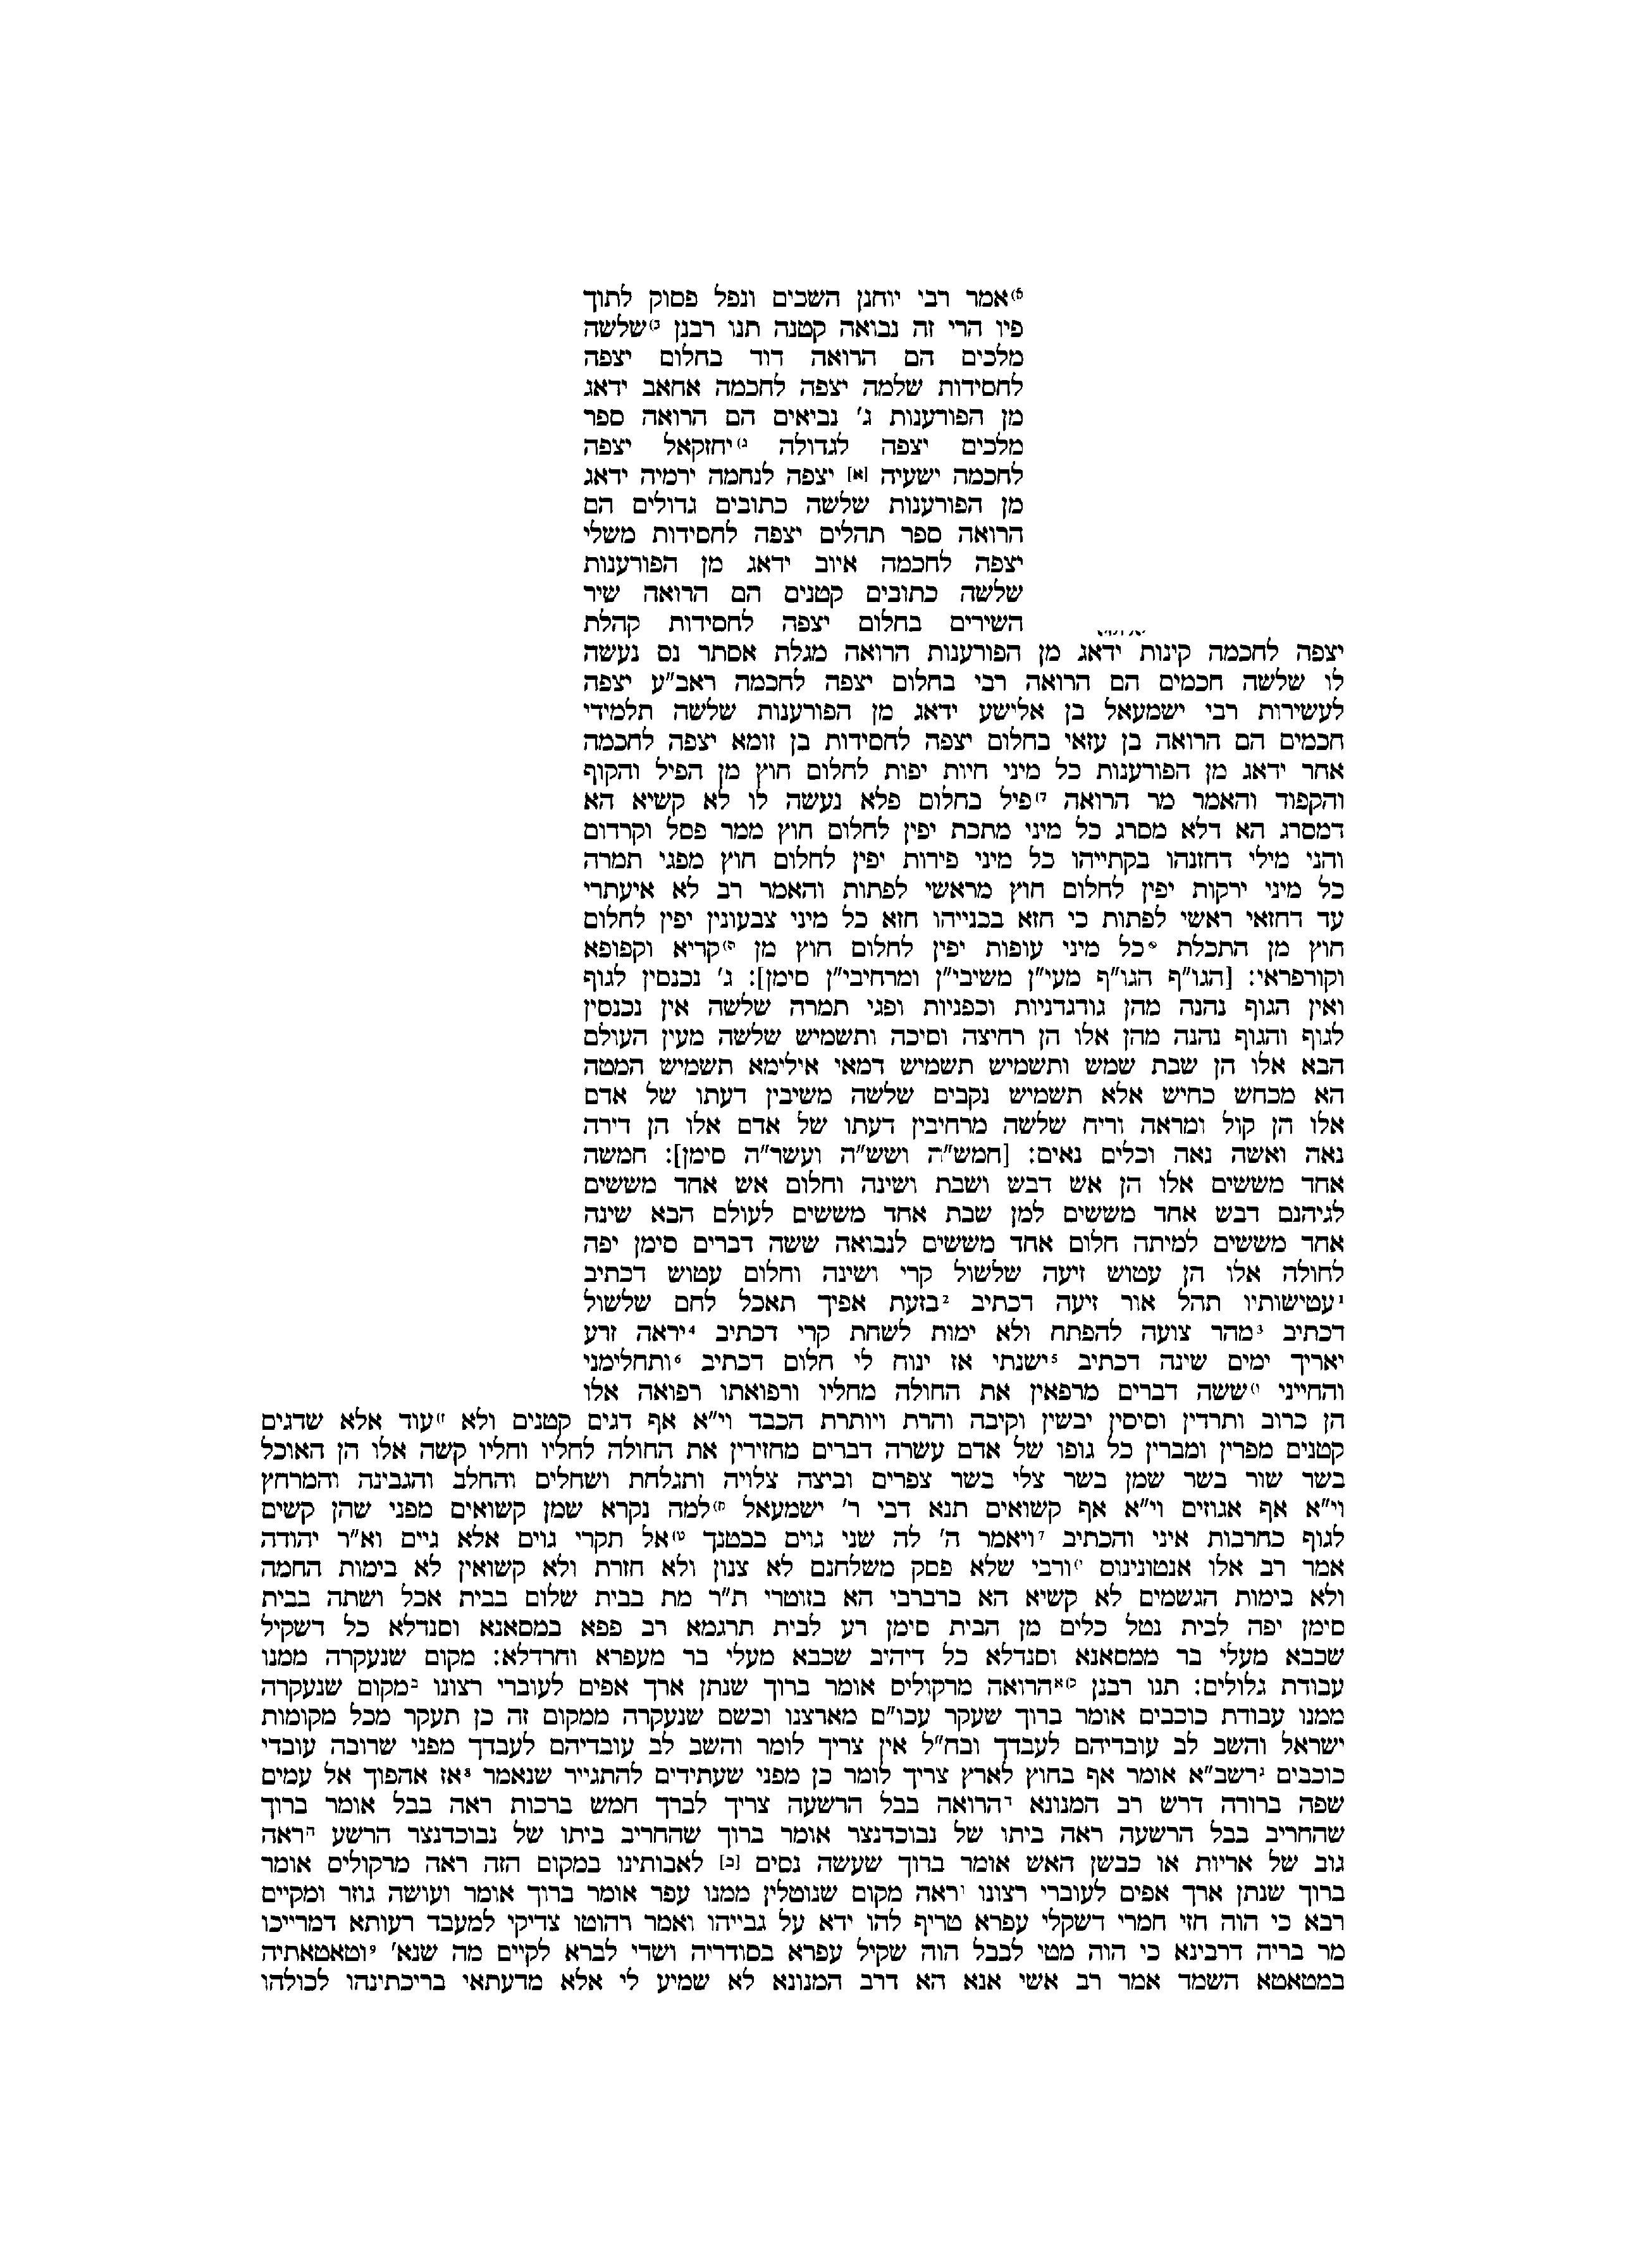 ו)אמר רבי יוחנן השכים ונפל פסוק לתוך
פיו הרי זה נבואה קטנה תנו רבנן ב)שלשה
מלכים הם הרואה דוד בחלום יצפה
לחסידות שלמה יצפה לחכמה אחאב ידאג
מן הפורענות ג' נביאים הם הרואה ספר
מלכים יצפה לגדולה ג)יחזקאל יצפה
לחכמה ישעיה [א] יצפה לנחמה ירמיה ידאג
מן הפורענות שלשה כתובים גדולים הם
הרואה ספר תהלים יצפה לחסידות משלי
יצפה לחכמה איוב ידאג מן הפורענות
שלשה כתובים קטנים הם הרואה שיר
השירים בחלום יצפה לחסידות קהלת
יצפה לחכמה קינות ידאג מן הפורענות הרואה מגלת אסתר נס נעשה
לו שלשה חכמים הם הרואה רבי בחלום יצפה לחכמה ראב"ע יצפה
לעשירות רבי ישמעאל בן אלישע ידאג מן הפורענות שלשה תלמידי
חכמים הם הרואה בן עזאי בחלום יצפה לחסידות בן זומא יצפה לחכמה
אחר ידאג מן הפורענות כל מיני חיות יפות לחלום חוץ מן הפיל והקוף
והקפוד והאמר מר הרואה ד)פיל בחלום פלא נעשה לו לא קשיא הא
דמסרג הא דלא מסרג כל מיני מתכת יפין לחלום חוץ ממר פסל וקרדום
והני מילי דחזנהו בקתייהו כל מיני פירות יפין לחלום חוץ מפגי תמרה
כל מיני ירקות יפין לחלום חוץ מראשי לפתות והאמר רב לא איעתרי
עד דחזאי ראשי לפתות כי חזא בכנייהו חזא כל מיני צבעונין יפין לחלום
חוץ מן התכלת כל מיני עופות יפין לחלום חוץ מן ה)קריא וקפופא
וקורפראי: [הגו"ף הגו"ף מעי"ן משיבי"ן ומרחיבי"ן סימן]: ג' נכנסין לגוף
ואין הגוף נהנה מהן גודגדניות וכפניות ופגי תמרה שלשה אין נכנסין
לגוף והגוף נהנה מהן אלו הן רחיצה וסיכה ותשמיש שלשה מעין העולם
הבא אלו הן שבת שמש ותשמיש תשמיש דמאי אילימא תשמיש המטה
הא מכחש כחיש אלא תשמיש נקבים שלשה משיבין דעתו של אדם
אלו הן קול ומראה וריח שלשה מרחיבין דעתו של אדם אלו הן דירה
נאה ואשה נאה וכלים נאים: [חמש"ה ושש"ה ועשר"ה סימן]: חמשה
אחד מששים אלו הן אש דבש ושבת ושינה וחלום אש אחד מששים
לגיהנם דבש אחד מששים למן שבת אחד מששים לעולם הבא שינה
אחד מששים למיתה חלום אחד מששים לנבואה ששה דברים סימן יפה
לחולה אלו הן עטוש זיעה שלשול קרי ושינה וחלום עטוש דכתיב
1עטישותיו תהל אור זיעה דכתיב 2בזעת אפיך תאכל לחם שלשול
דכתיב 3מהר צועה להפתח ולא ימות לשחת קרי דכתיב 4יראה זרע
יאריך ימים שינה דכתיב 5ישנתי אז ינוח לי חלום דכתיב 6ותחלימני
והחייני ו)ששה דברים מרפאין את החולה מחליו ורפואתו רפואה אלו
הן כרוב ותרדין וסיסין יבשין וקיבה והרת ויותרת הכבד וי"א אף דגים קטנים ולא ז)עוד אלא שדגים
קטנים מפרין ומברין כל גופו של אדם עשרה דברים מחזירין את החולה לחליו וחליו קשה אלו הן האוכל
בשר שור בשר שמן בשר צלי בשר צפרים וביצה צלויה ותגלחת ושחלים והחלב והגבינה והמרחץ
וי"א אף אגוזים וי"א אף קשואים תנא דבי ר' ישמעאל ח)למה נקרא שמן קשואים מפני שהן קשים
לגוף כחרבות איני והכתיב 7ויאמר ה' לה שני גוים בבטנך ט)אל תקרי גוים אלא גיים וא"ר יהודה
אמר רב אלו אנטונינוס י)ורבי שלא פסק משלחנם לא צנון ולא חזרת ולא קשואין לא בימות החמה
ולא בימות הגשמים לא קשיא הא ברברבי הא בזוטרי ת"ר מת בבית שלום בבית אכל ושתה בבית
סימן יפה לבית נטל כלים מן הבית סימן רע לבית תרגמא רב פפא במסאנא וסנדלא כל דשקיל
שכבא מעלי בר ממסאנא וסנדלא כל דיהיב שכבא מעלי בר מעפרא וחרדלא: מקום שנעקרה ממנו
עבודת גלולים: תנו רבנן כ)אהרואה מרקולים אומר ברוך שנתן ארך אפים לעוברי רצונו במקום שנעקרה
ממנו עבודת כוכבים אומר ברוך שעקר עכו"ם מארצנו וכשם שנעקרה ממקום זה כן תעקר מכל מקומות
ישראל והשב לב עובדיהם לעבדך ובח"ל אין צריך לומר והשב לב עובדיהם לעבדך מפני שרובה עובדי
כוכבים גרשב"א אומר אף בחוץ לארץ צריך לומר כן מפני שעתידים להתגייר שנאמר 8אז אהפוך אל עמים
שפה ברורה דרש רב המנונא דהרואה בבל הרשעה צריך לברך חמש ברכות ראה בבל אומר ברוך
שהחריב בבל הרשעה ראה ביתו של נבוכדנצר אומר ברוך שהחריב ביתו של נבוכדנצר הרשע הראה
גוב של אריות או כבשן האש אומר ברוך שעשה נסים [ב] לאבותינו במקום הזה ראה מרקולים אומר
ברוך שנתן ארך אפים לעוברי רצונו וראה מקום שנוטלין ממנו עפר אומר ברוך אומר ועושה גוזר ומקיים
רבא כי הוה חזי חמרי דשקלי עפרא טריף להו ידא על גבייהו ואמר רהוטו צדיקי למעבד רעותא דמרייכו
מר בריה דרבינא כי הוה מטי לבבל הוה שקיל עפרא בסודריה ושדי לברא לקיים מה שנא' 9וטאטאתיה
במטאטא השמד אמר רב אשי אנא הא דרב המנונא לא שמיע לי אלא מדעתאי בריכתינהו לכולהו